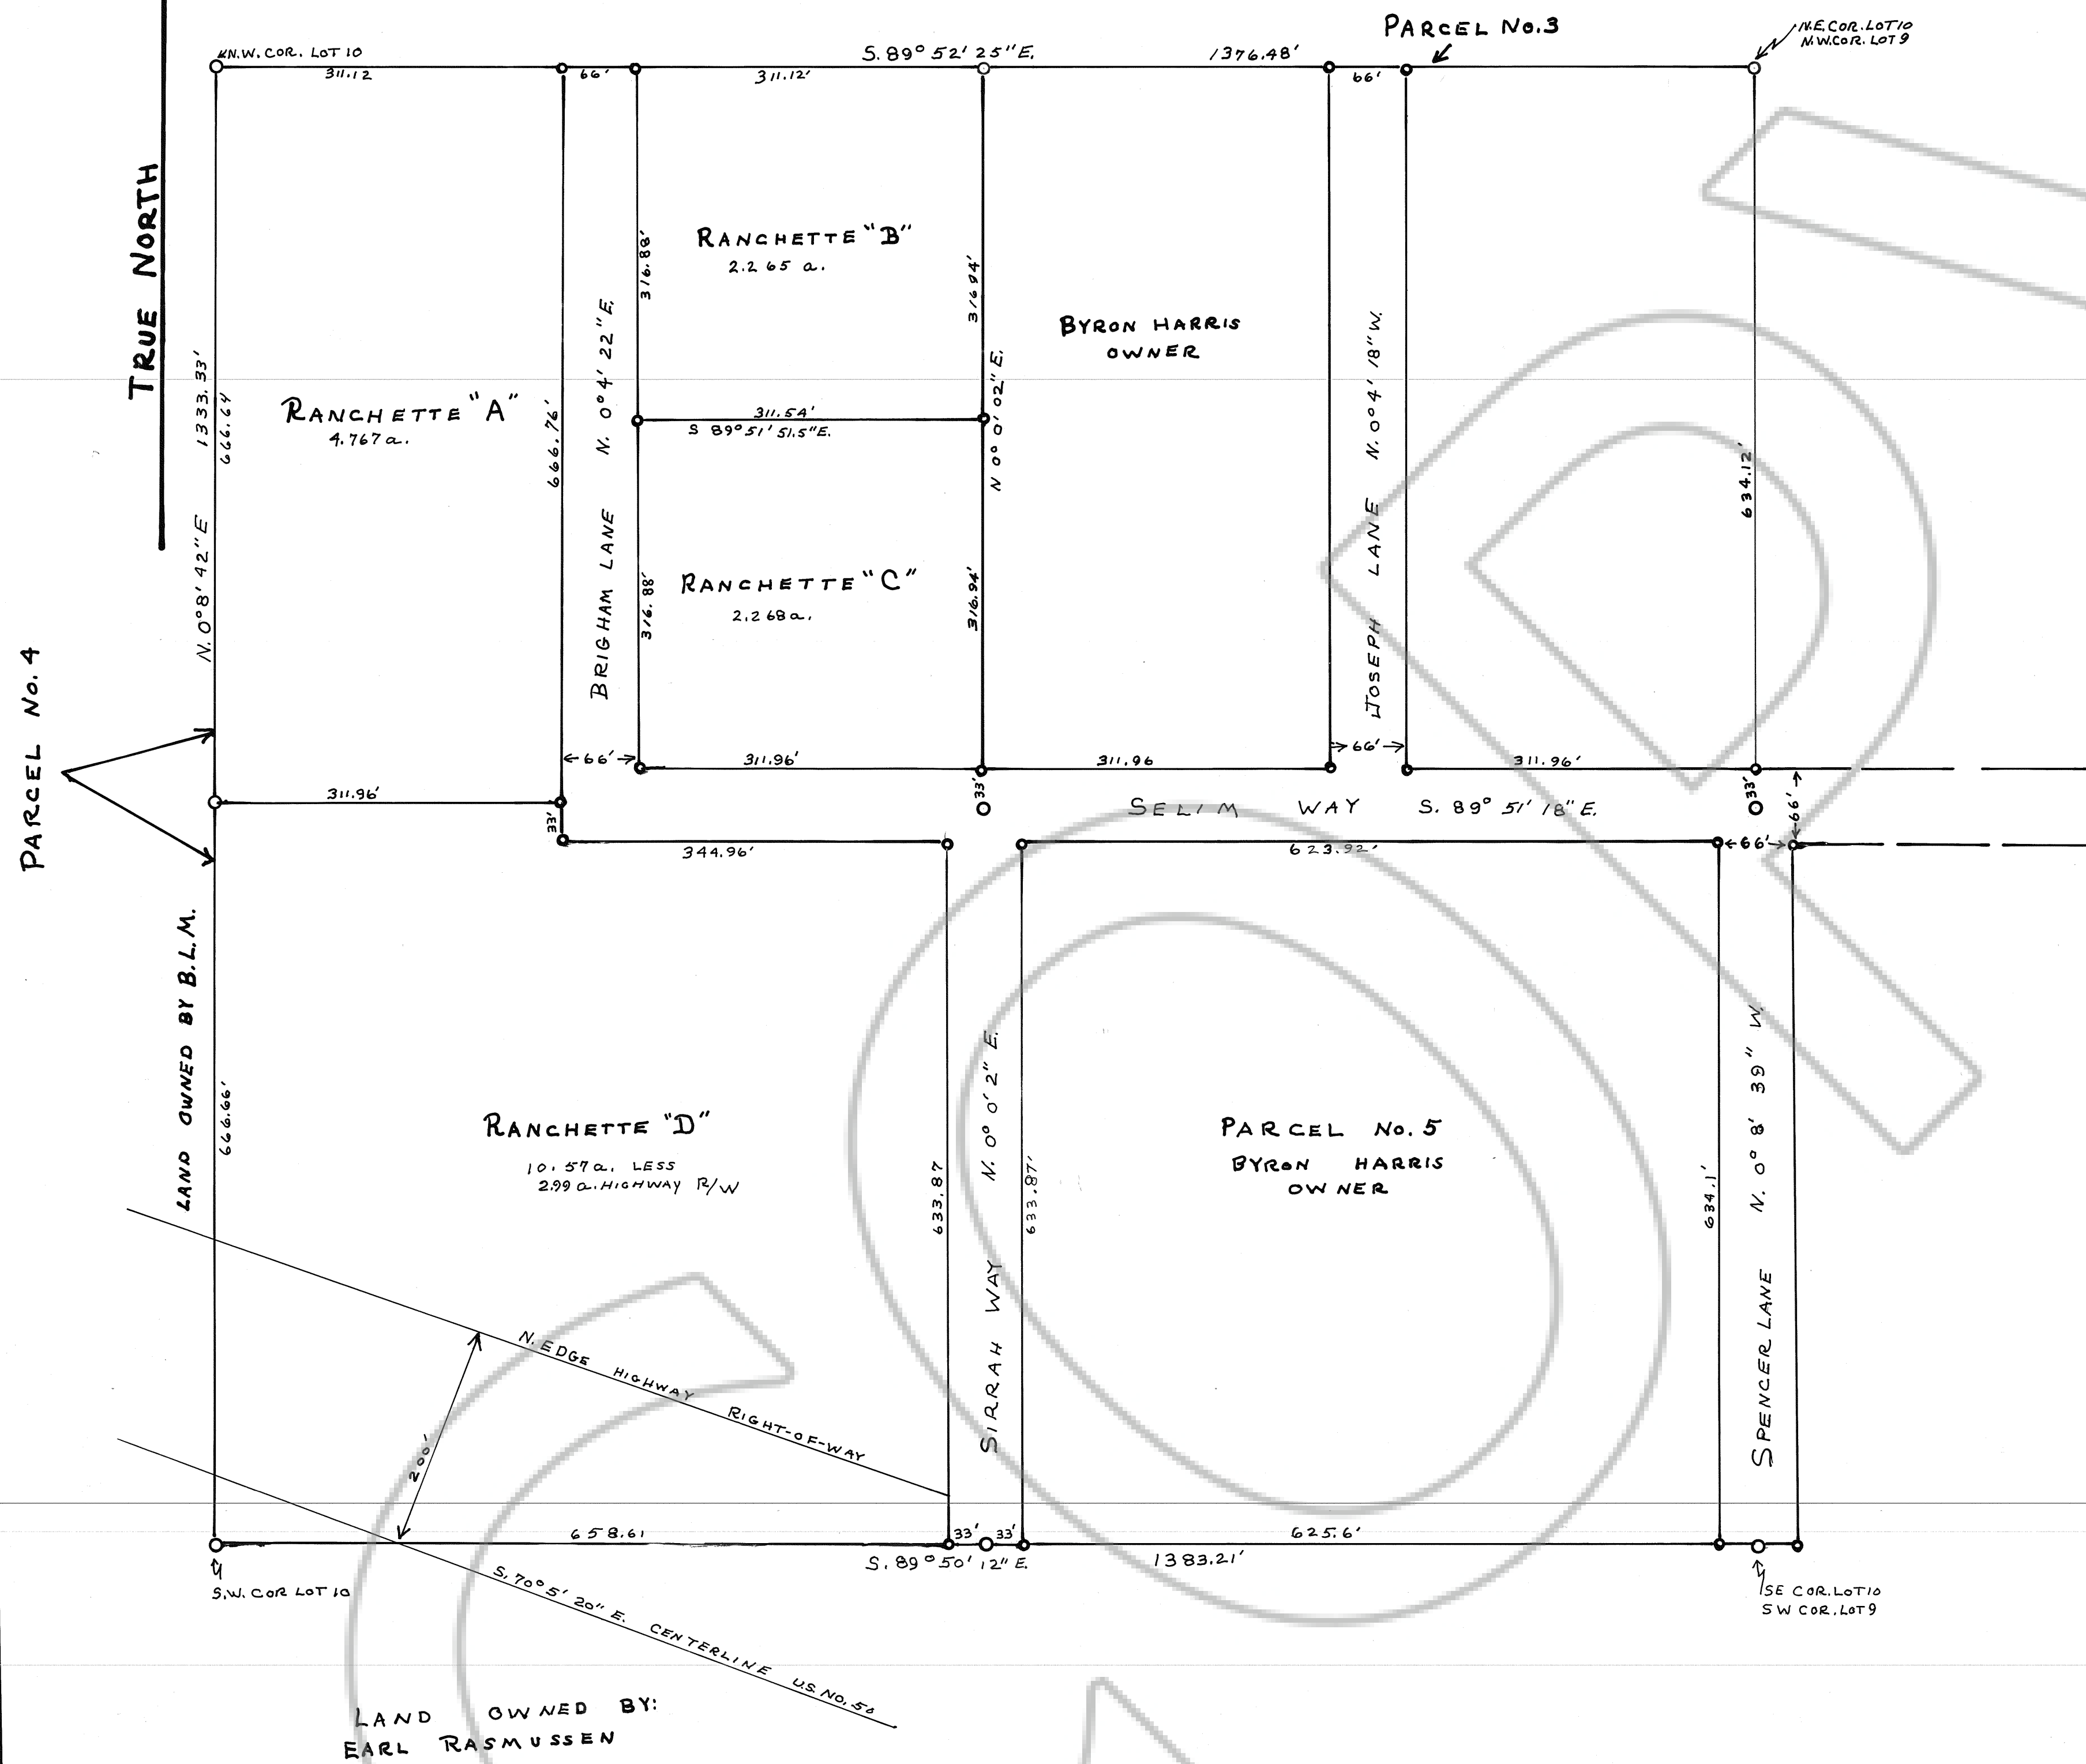 PARCEL No.3
N.W. COR. LOT 10
S. 89° 52' 25" E.
1376.48'
N.E. COR. LOT 10
N.W. COR. LOT 9
311.12
66'
311.12'
66'
TRUE NORTH
RANCHETTE "B"
2.265 a.
316.88'
316.94'
BYRON HARRIS
OWNER
N. 0° 4' 22" E.
BRIGHAM LANE
N 0° 0' 02" E.
N. 0° 4' 18" W.
JOSEPH LANE
634.12'
1333.33'
666.64'
N. 0° 8' 42" E
RANCHETTE "A"
4.767 a.
666.76'
311.54'
S 89° 51' 51.5" E.
RANCHETTE "C"
2.268 a.
316.88'
316.94'
PARCEL No. 4
66'
311.96'
311.96
66'
311.96'
311.96'
33'
33'
SELIM WAY S. 89° 51' 18" E.
33'
66'
344.96'
623.92'
66'
LAND OWNED BY B.L.M.
666.66'
RANCHETTE "D"
10.57 a. LESS
2.99 a. HIGHWAY R/W
633.87
N. 0° 0' 2" E.
SIRRAH WAY
633.87'
PARCEL No. 5
BYRON HARRIS
OWNER
634.1'
N. 0° 8' 39" W.
SPENCER LANE
N. EDGE HIGHWAY RIGHT-OF-WAY
200'
658.61
33'
33'
625.6'
S. 89° 50' 12" E.
1383.21'
S.W. COR LOT 10
SE COR. LOT 10
SW COR. LOT 9
S. 70° 5' 20" E. CENTERLINE U.S. NO. 50
LAND OWNED BY:
EARL RASMUSSEN